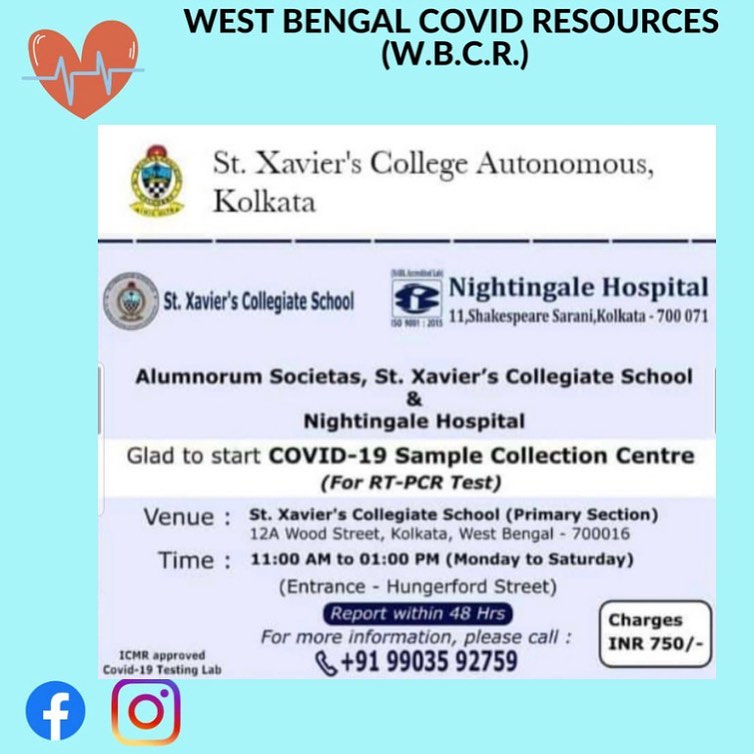 WEST BENGAL COVID RESOURCES
(W.B.C.R.)
St. Xavier's College Autonomous,
Kolkata
St. Xavier's Collegiate School
Nightingale Hospital
11,Shakespeare Sarani,Kolkata - 700 071
ISO 9001 : 2015
Alumnorum Societas, St. Xavier's Collegiate School
&
Nightingale Hospital
Glad to start COVID-19 Sample Collection Centre
(For RT-PCR Test)
Venue : St. Xavier's Collegiate School (Primary Section)
12A Wood Street, Kolkata, West Bengal - 700016
Time : 11:00 AM to 01:00 PM (Monday to Saturday)
(Entrance - Hungerford Street)
Report within 48 Hrs
For more information, please call :
+91 99035 92759
Charges
INR 750/-
ICMR approved
Covid-19 Testing Lab